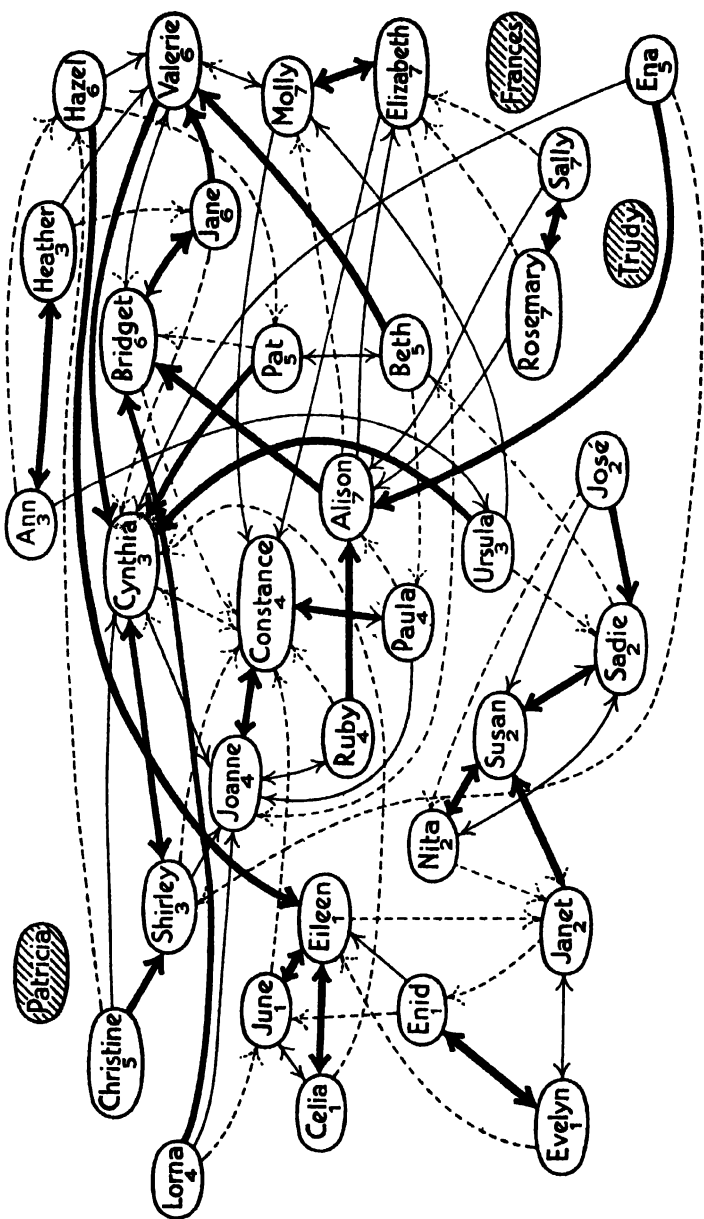 Patricia
Christine
5
Lorna
4
Shirley
3
June
1
Celia
1
Eileen
1
Enid
1
Evelyn
1
Janet
2
Nita
2
Susan
2
Sadie
2
José
2
Joanne
4
Ruby
4
Constance
4
Paula
4
Cynthia
3
Ann
3
Heather
3
Ursula
3
Alison
7
Bridget
6
Pat
5
Beth
5
Jane
6
Hazel
6
Valerie
6
Molly
7
Elizabeth
7
Rosemary
7
Sally
7
Trudy
Frances
Ena
5